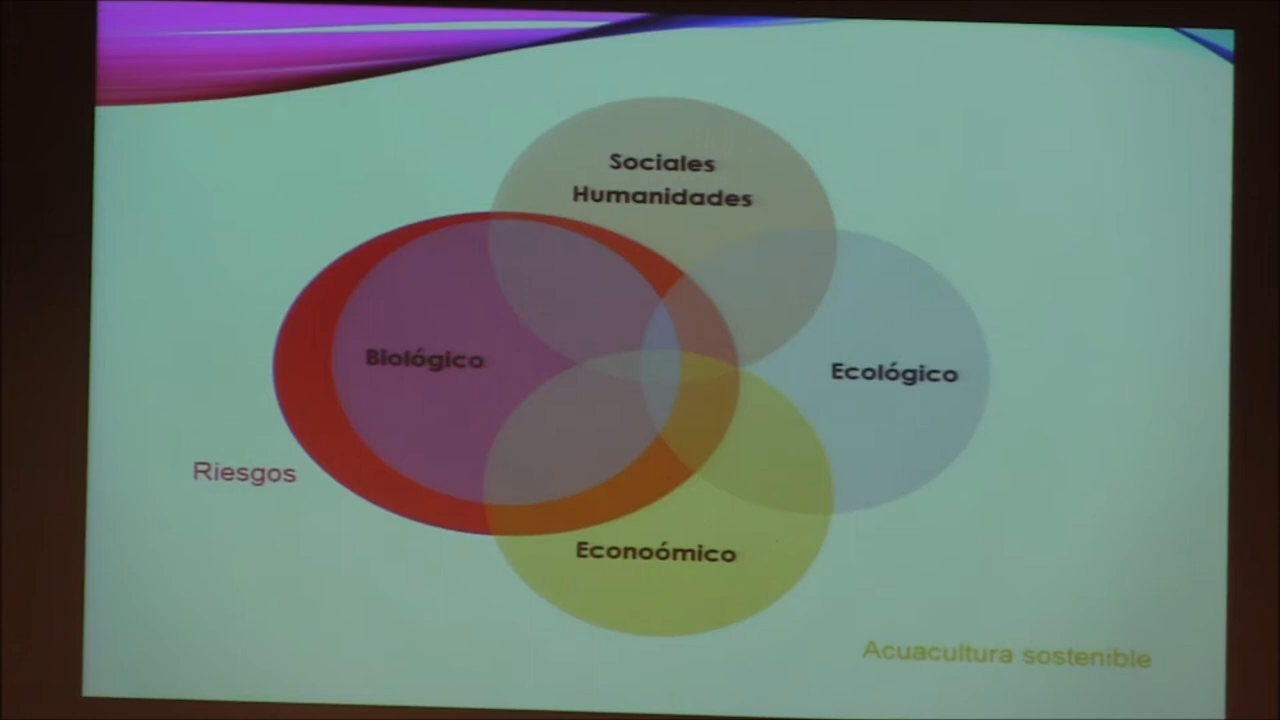 Sociales
Humanidades
Biológico
Ecológico
Riesgos
Econoómico
Acuacultura sostenible